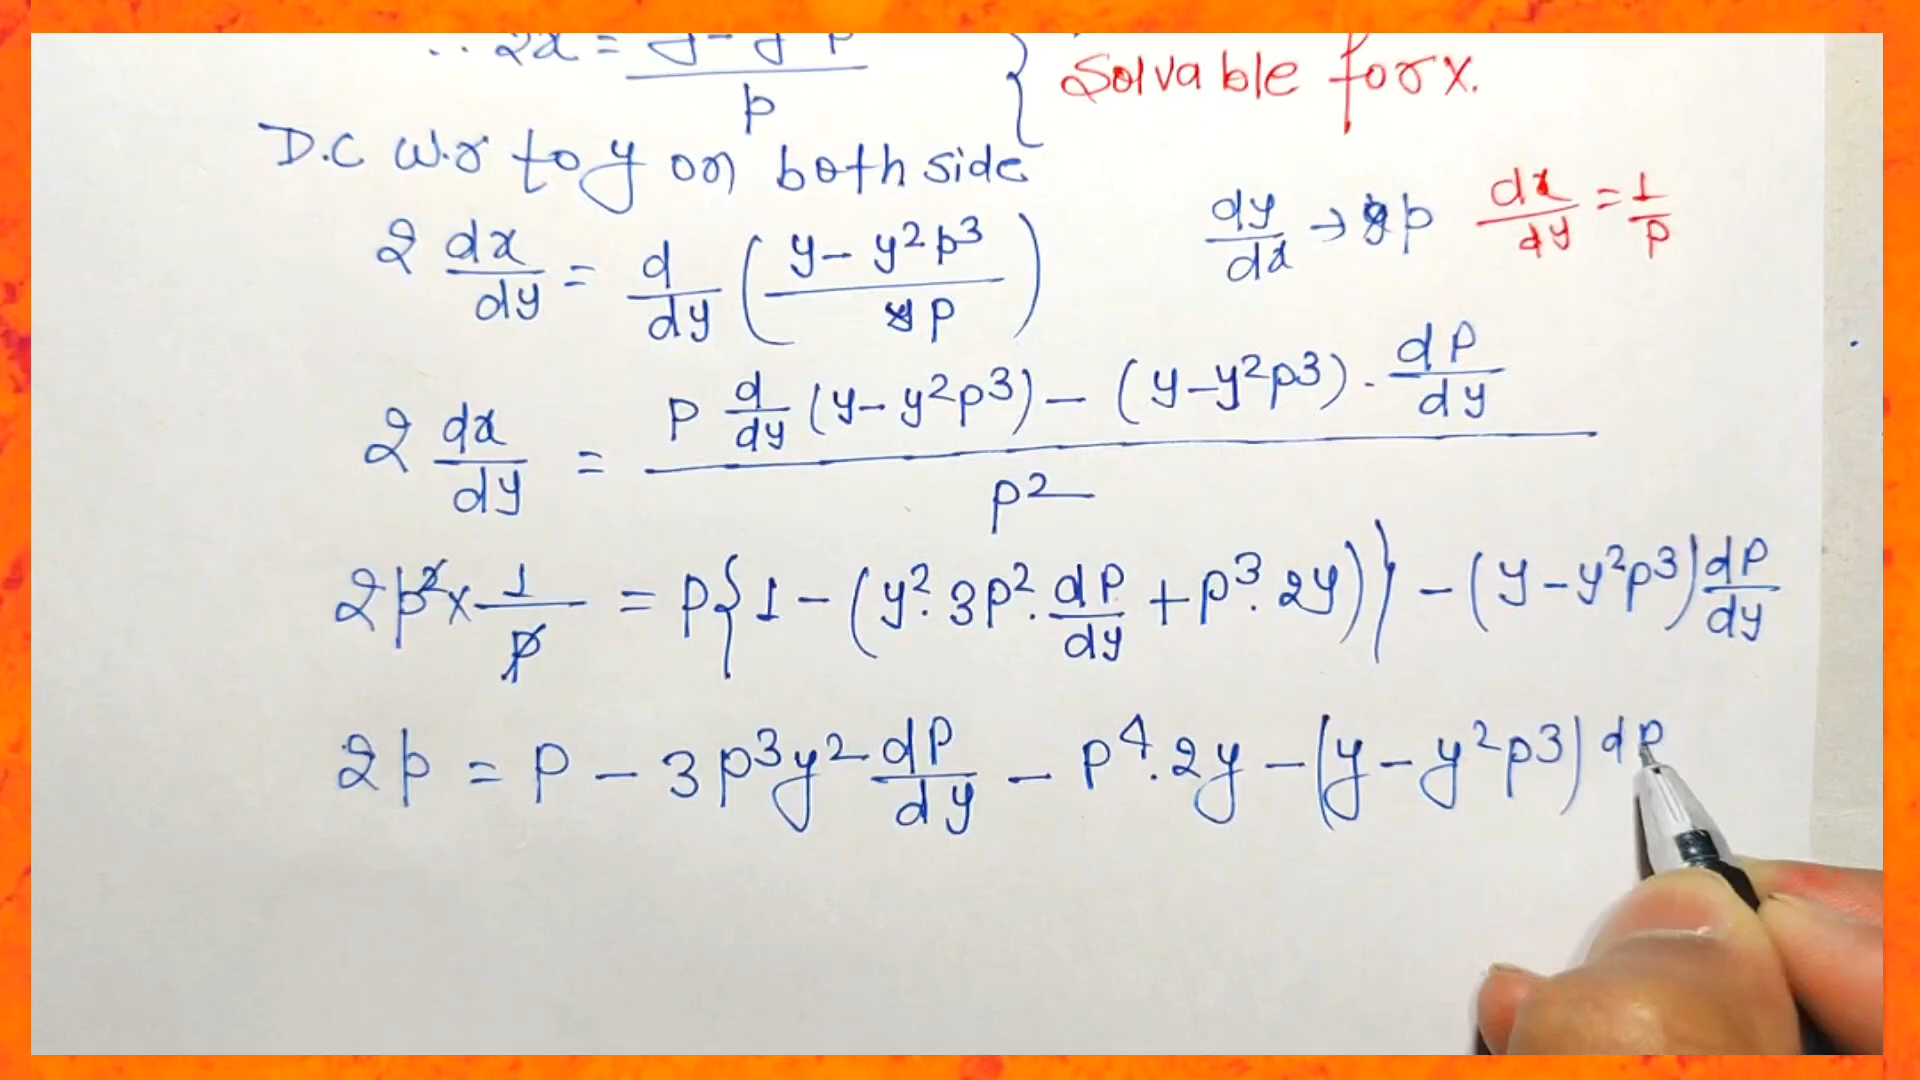 ∴ 2x = (y - y²p³)/p } Solvable for x.
D.C w.r to y on both side
2 dx/dy = d/dy ((y - y²p³)/p)    dy/dx → p    dx/dy = 1/p
2 dx/dy = (p d/dy (y - y²p³) - (y - y²p³) · dp/dy)/p²
2p² × 1/p = p{1 - (y² · 3p² · dp/dy + p³ · 2y)} - (y - y²p³) dp/dy
2p = p - 3p³y² dp/dy - p⁴ · 2y - (y - y²p³) dp